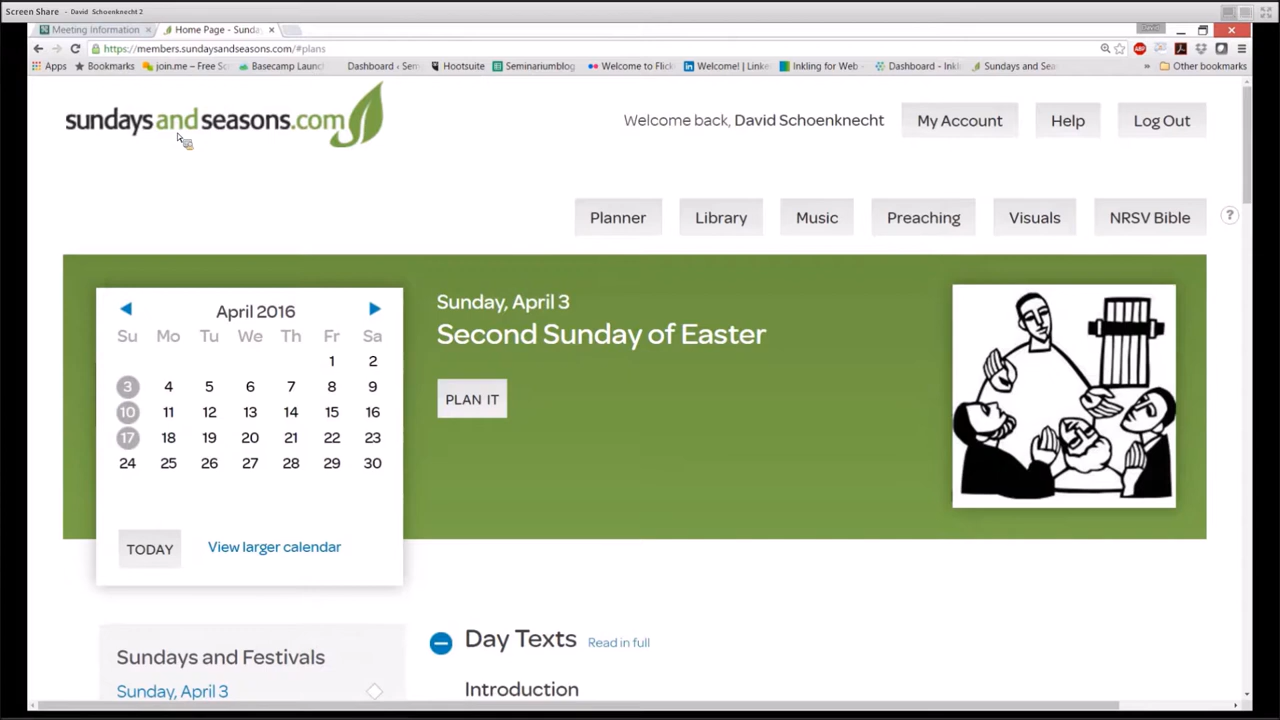 Screen Share - David Schoenknecht 2
Meeting Information
Home Page - Sunda
David
https://members.sundaysandseasons.com/#plans
Apps
Bookmarks
join.me – Free Sc
Basecamp Launc
Dashboard ‹ Sem
Hootsuite
Seminariumblog
Welcome to Flick
Welcome! | Linke
Inkling for Web -
Dashboard - Inkli
Sundays and Sea
»
Other bookmarks
sundaysandseasons.com
Welcome back, David Schoenknecht
My Account
Help
Log Out
Planner
Library
Music
Preaching
Visuals
NRSV Bible
?
April 2016
Su Mo Tu We Th Fr Sa
1 2
3 4 5 6 7 8 9
10 11 12 13 14 15 16
17 18 19 20 21 22 23
24 25 26 27 28 29 30
TODAY
View larger calendar
Sunday, April 3
Second Sunday of Easter
PLAN IT
Sundays and Festivals
Sunday, April 3
Day Texts Read in full
Introduction